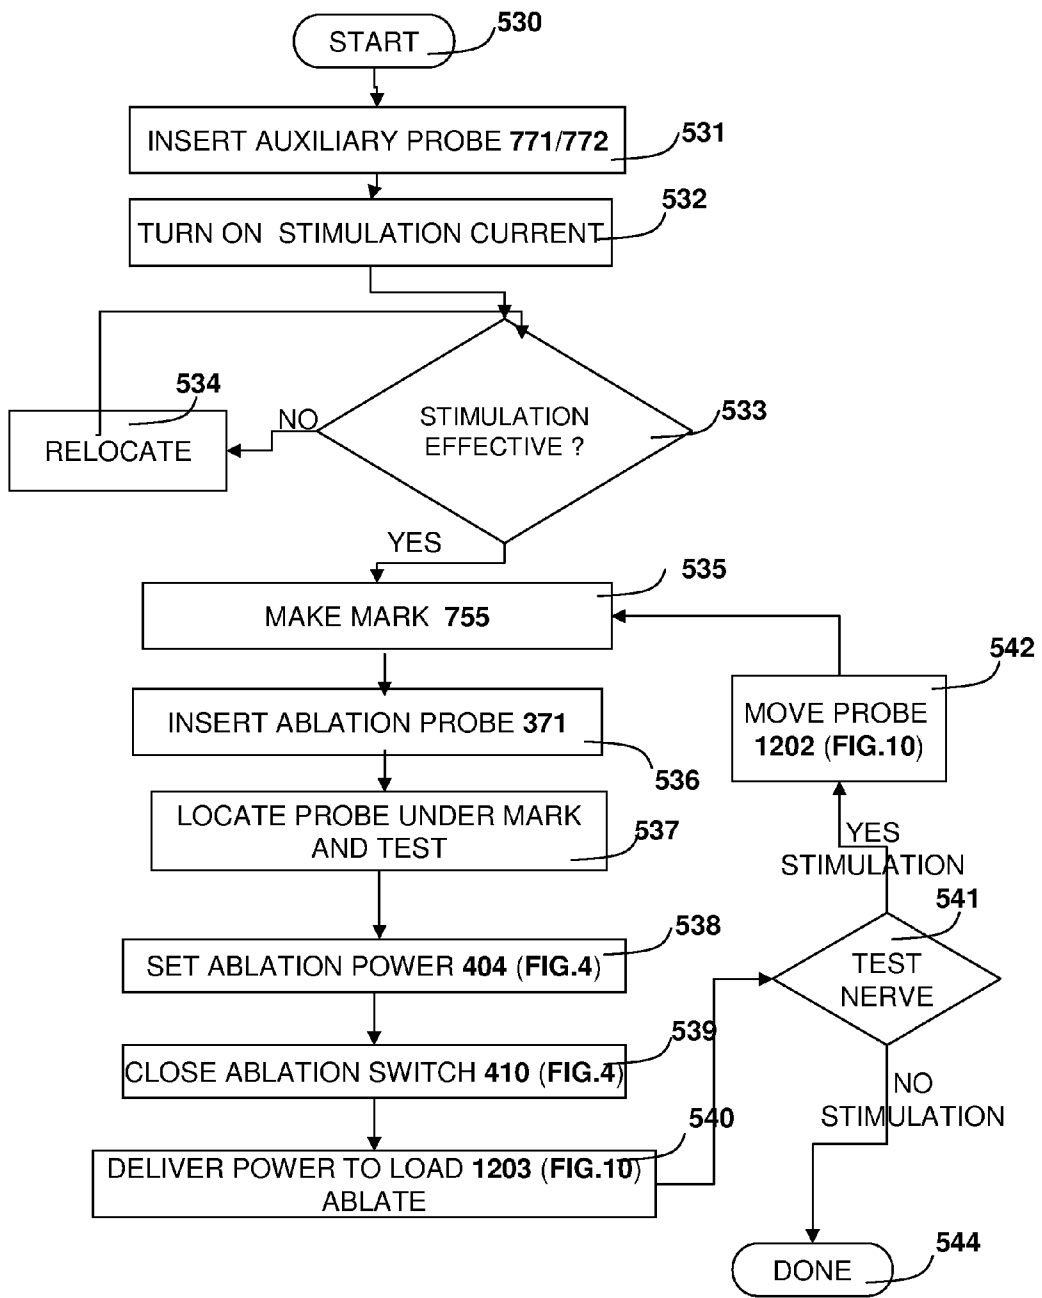 START
530
INSERT AUXILIARY PROBE 771/772
531
TURN ON STIMULATION CURRENT
532
STIMULATION
EFFECTIVE ?
533
NO
534
RELOCATE
YES
MAKE MARK 755
535
INSERT ABLATION PROBE 371
536
LOCATE PROBE UNDER MARK
AND TEST
537
SET ABLATION POWER 404 (FIG.4)
538
CLOSE ABLATION SWITCH 410 (FIG.4)
539
DELIVER POWER TO LOAD 1203 (FIG.10)
ABLATE
540
TEST
NERVE
541
YES
STIMULATION
MOVE PROBE
1202 (FIG.10)
542
NO
STIMULATION
DONE
544